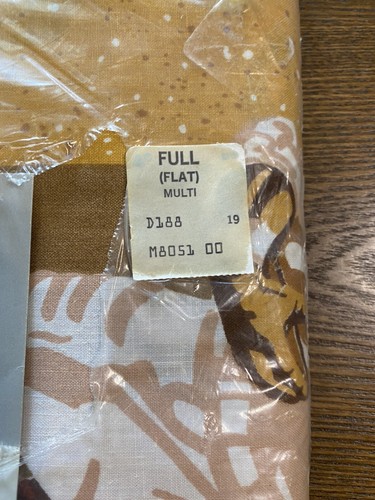 FULL
(FLAT)
MULTI
D188 19
M8051 00